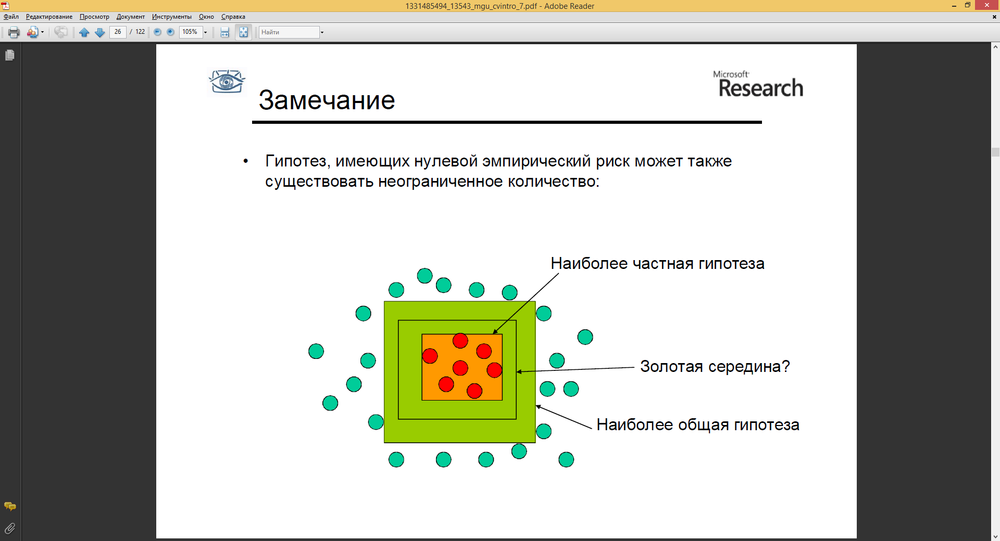 1331485494_13543_mgu_cvintro_7.pdf - Adobe Reader
Файл Редактирование Просмотр Документ Инструменты Окно Справка
26 / 122 105% Найти
Microsoft
Research
Замечание
• Гипотез, имеющих нулевой эмпирический риск может также
существовать неограниченное количество:
Наиболее частная гипотеза
Золотая середина?
Наиболее общая гипотеза